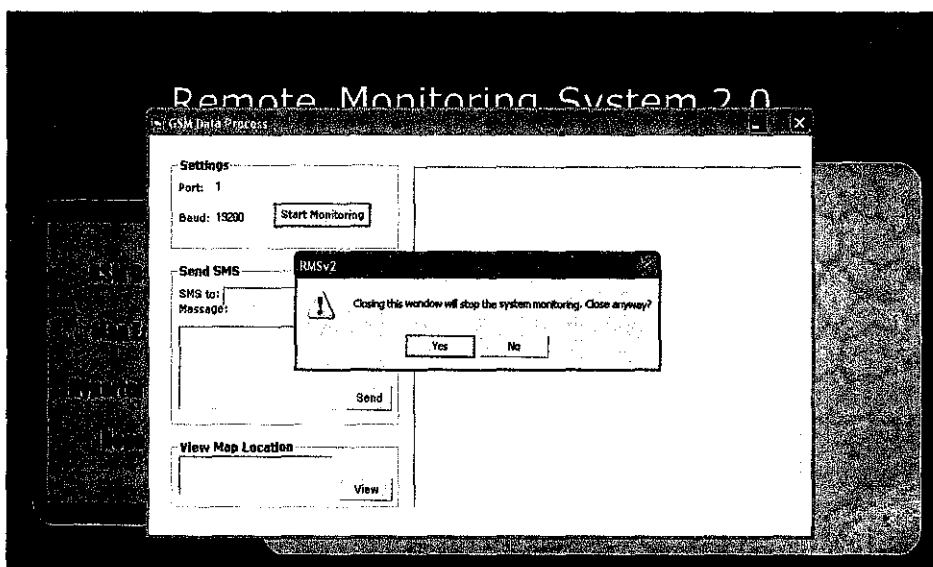 Remote Monitoring System 2.0
GSM Data Process
Settings
Port: 1
Baud: 19200
Start Monitoring
Send SMS
SMS to:
Message:
Send
View Map Location
View
RMSv2
Closing this window will stop the system monitoring. Close anyway?
Yes
No